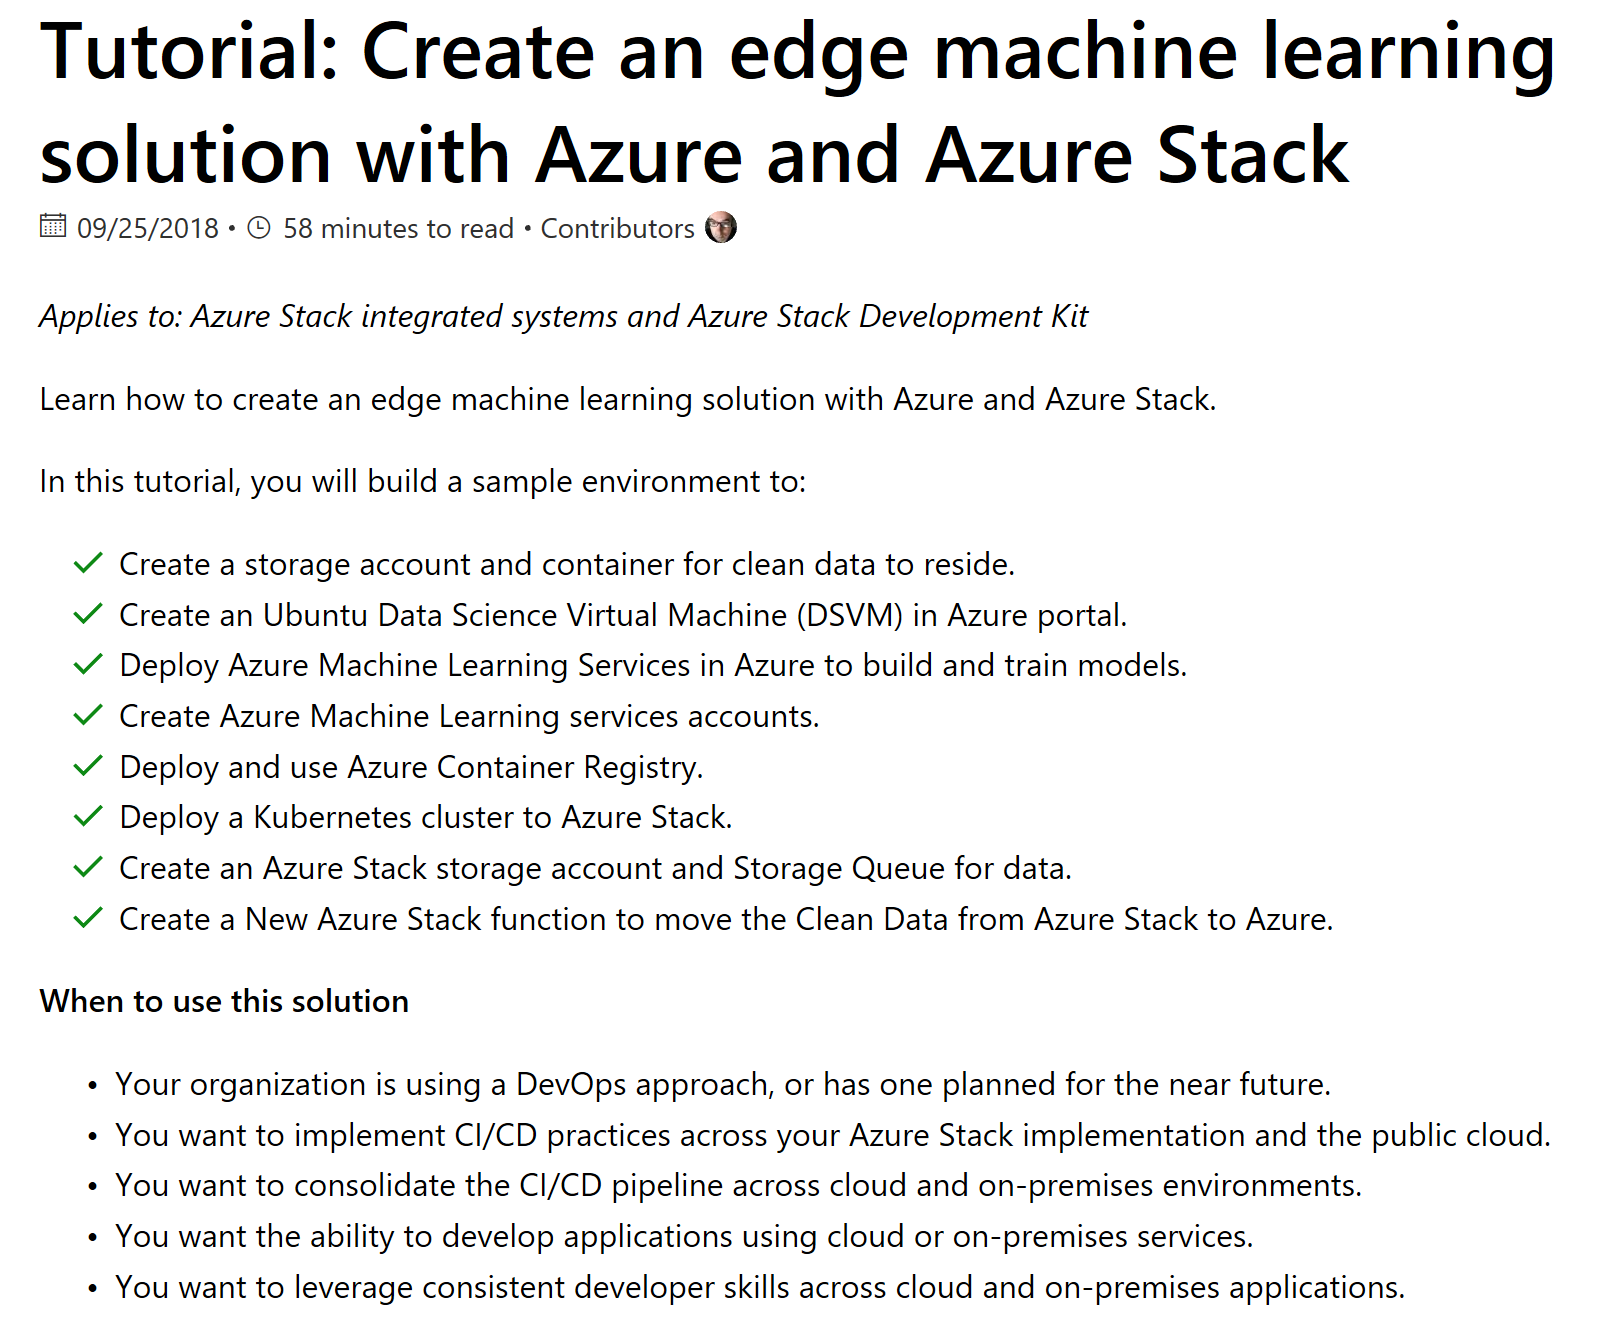 Tutorial: Create an edge machine learning
solution with Azure and Azure Stack
09/25/2018 • 58 minutes to read • Contributors
Applies to: Azure Stack integrated systems and Azure Stack Development Kit
Learn how to create an edge machine learning solution with Azure and Azure Stack.
In this tutorial, you will build a sample environment to:
Create a storage account and container for clean data to reside.
Create an Ubuntu Data Science Virtual Machine (DSVM) in Azure portal.
Deploy Azure Machine Learning Services in Azure to build and train models.
Create Azure Machine Learning services accounts.
Deploy and use Azure Container Registry.
Deploy a Kubernetes cluster to Azure Stack.
Create an Azure Stack storage account and Storage Queue for data.
Create a New Azure Stack function to move the Clean Data from Azure Stack to Azure.
When to use this solution
• Your organization is using a DevOps approach, or has one planned for the near future.
• You want to implement CI/CD practices across your Azure Stack implementation and the public cloud.
• You want to consolidate the CI/CD pipeline across cloud and on-premises environments.
• You want the ability to develop applications using cloud or on-premises services.
• You want to leverage consistent developer skills across cloud and on-premises applications.